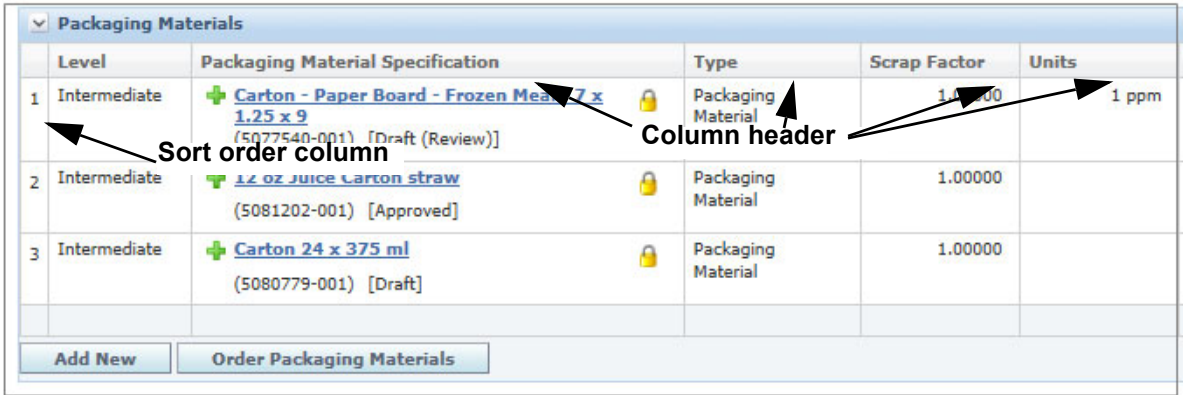 Packaging Materials
Level Packaging Material Specification Type Scrap Factor Units
1 Intermediate Carton - Paper Board - Frozen Meal 7 x Packaging 1.00000 1 ppm
1.25 x 9 Material
(5077540-001) [Draft (Review)]
Column header
Sort order column
2 Intermediate 12 oz Juice Carton straw Packaging 1.00000
Material
(5081202-001) [Approved]
3 Intermediate Carton 24 x 375 ml Packaging 1.00000
Material
(5080779-001) [Draft]
Add New Order Packaging Materials